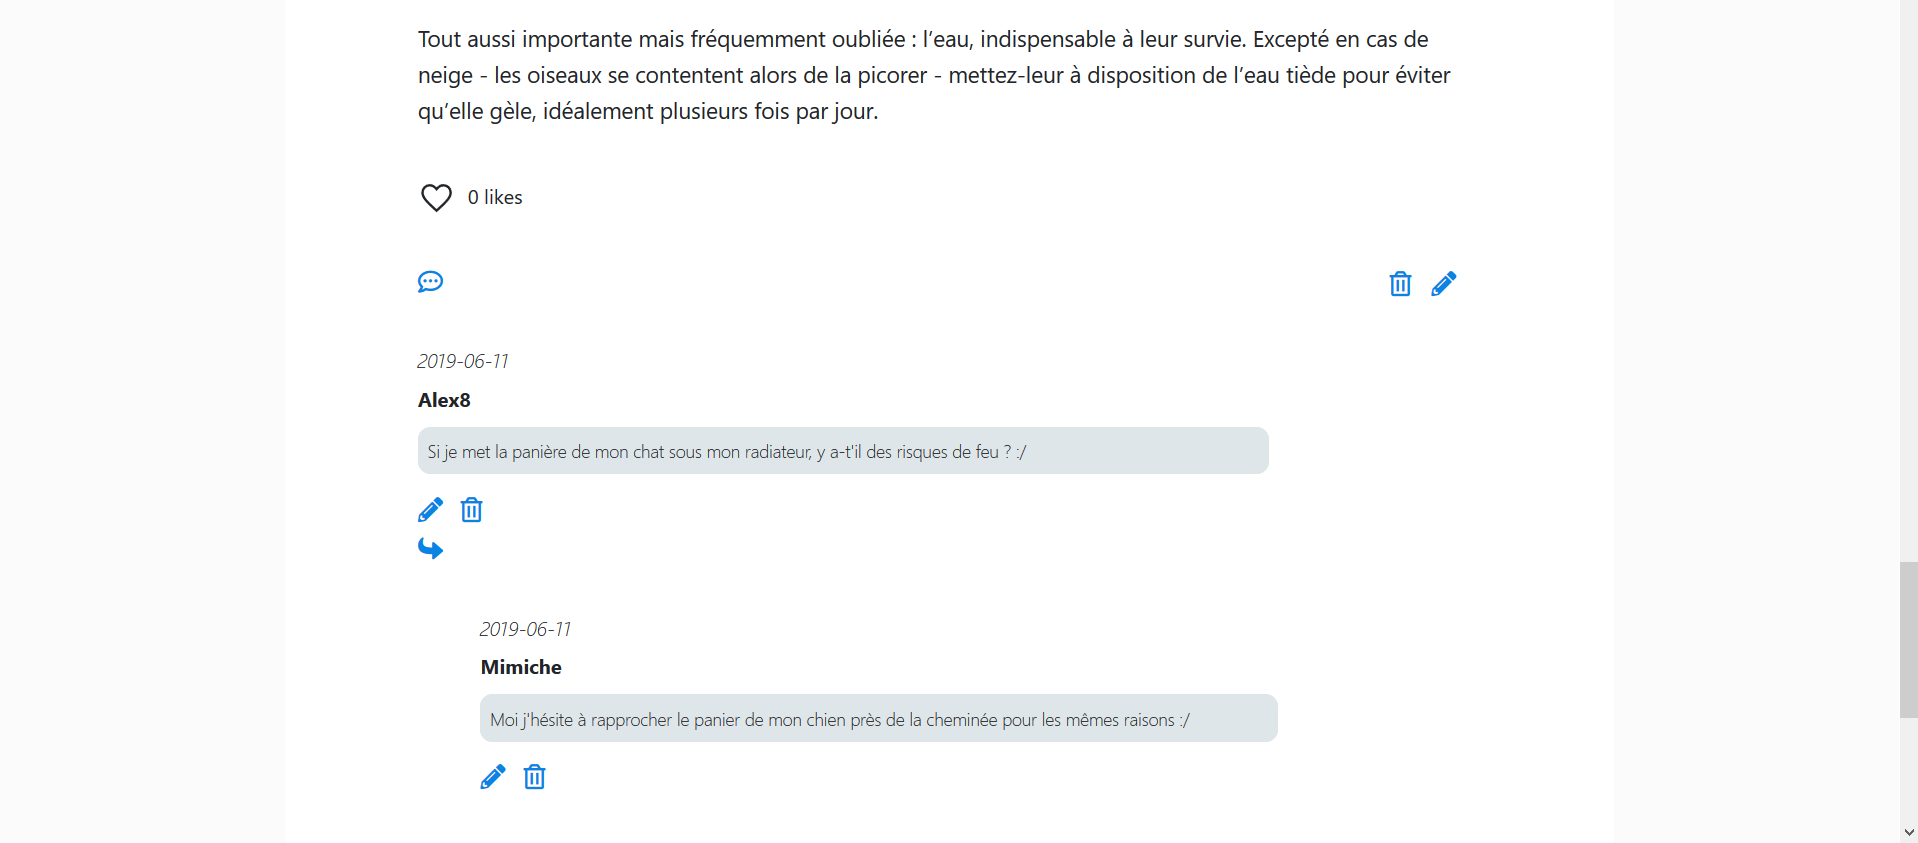 Tout aussi importante mais fréquemment oubliée : l’eau, indispensable à leur survie. Excepté en cas de
neige - les oiseaux se contentent alors de la picorer - mettez-leur à disposition de l’eau tiède pour éviter
qu’elle gèle, idéalement plusieurs fois par jour.
0 likes
2019-06-11
Alex8
Si je met la panière de mon chat sous mon radiateur, y a-t'il des risques de feu ? :/
2019-06-11
Mimiche
Moi j'hésite à rapprocher le panier de mon chien près de la cheminée pour les mêmes raisons :/